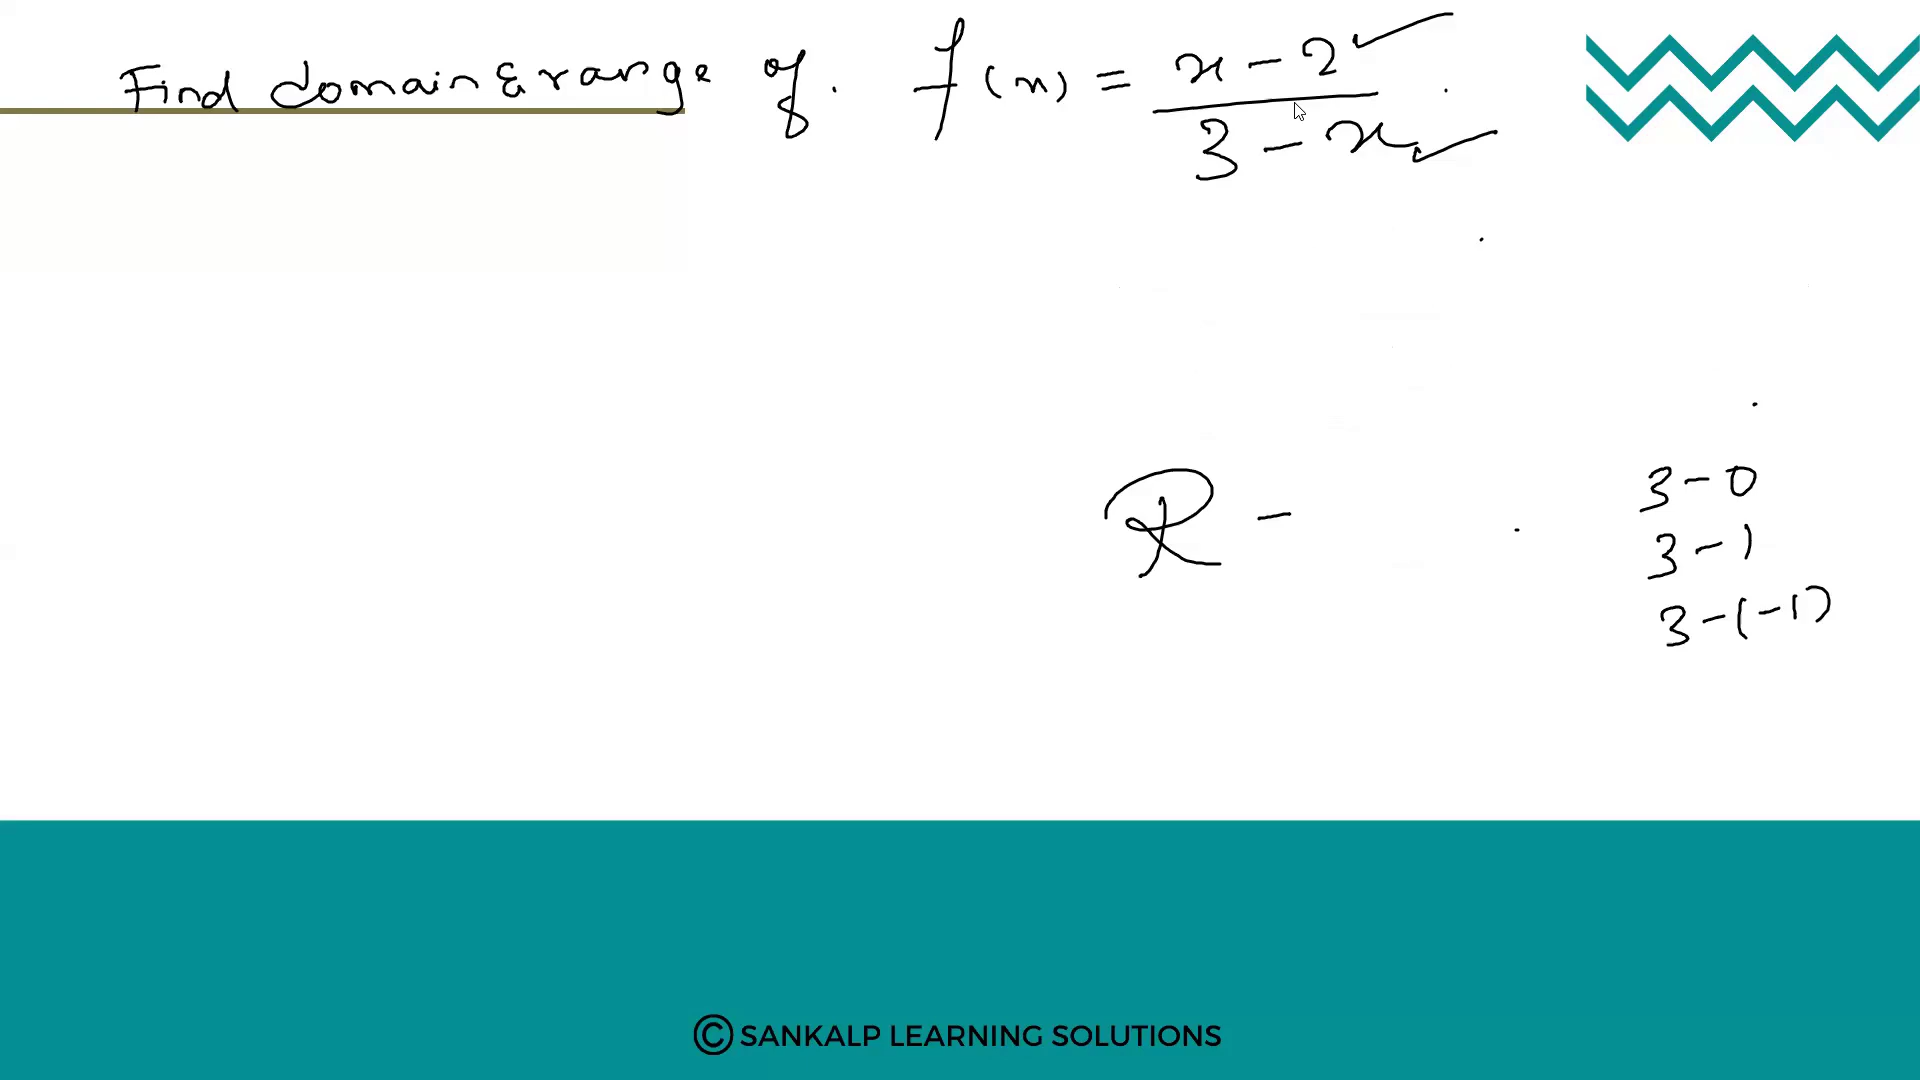 Find domain & range of. f(x) = x - 2 / 3 - x
R -
3 - 0
3 - 1
3 - (-1)
© SANKALP LEARNING SOLUTIONS